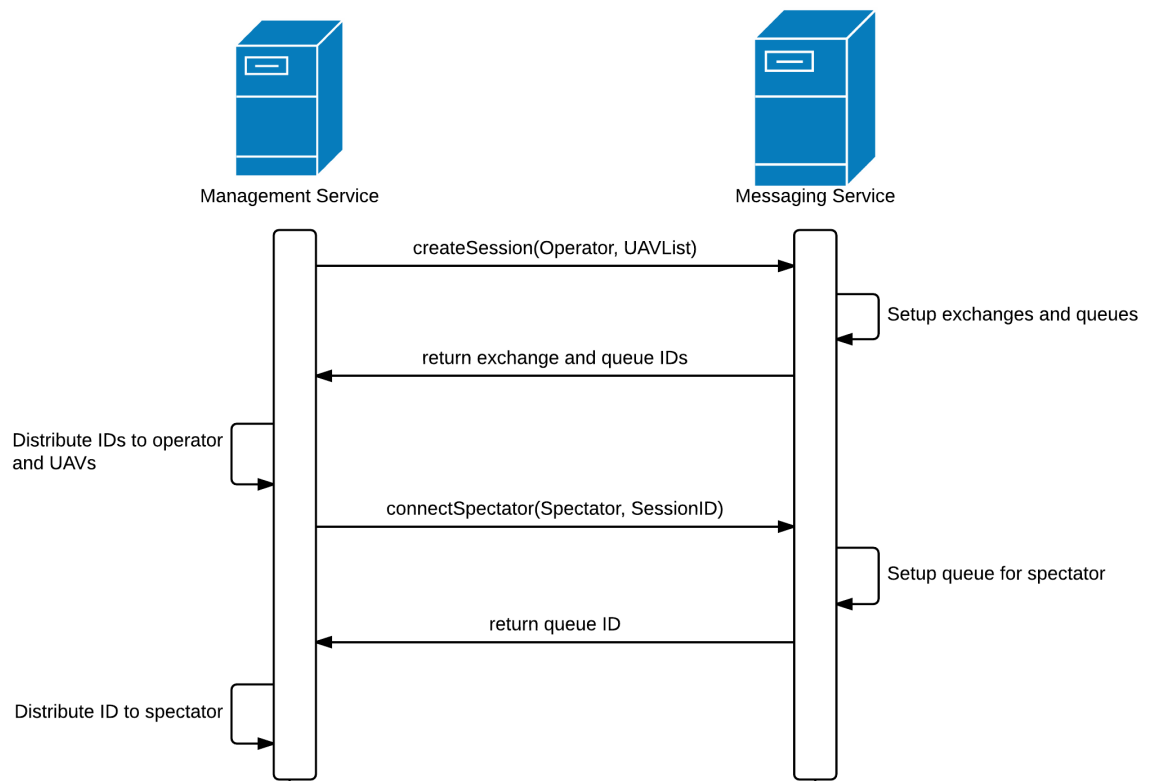 Management Service
Messaging Service
createSession(Operator, UAVList)
Setup exchanges and queues
return exchange and queue IDs
Distribute IDs to operator
and UAVs
connectSpectator(Spectator, SessionID)
Setup queue for spectator
return queue ID
Distribute ID to spectator